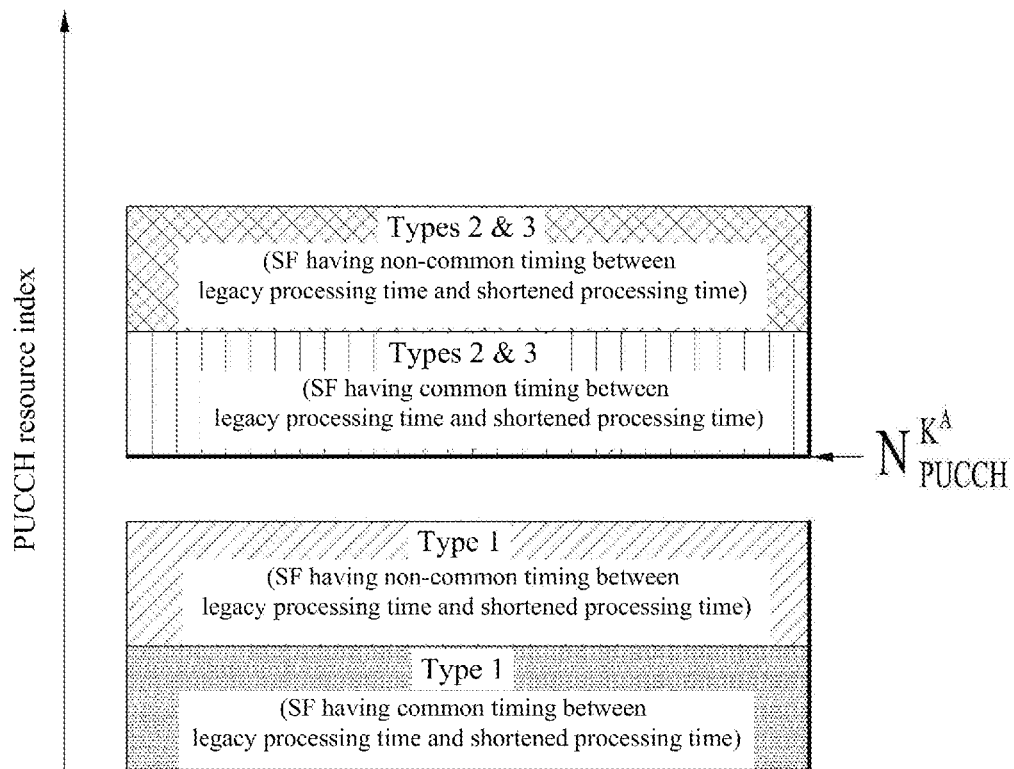 PUCCH resource index
Types 2 & 3
(SF having non-common timing between
legacy processing time and shortened processing time)
Types 2 & 3
(SF having common timing between
legacy processing time and shortened processing time)
N K^A PUCCH
Type 1
(SF having non-common timing between
legacy processing time and shortened processing time)
Type 1
(SF having common timing between
legacy processing time and shortened processing time)